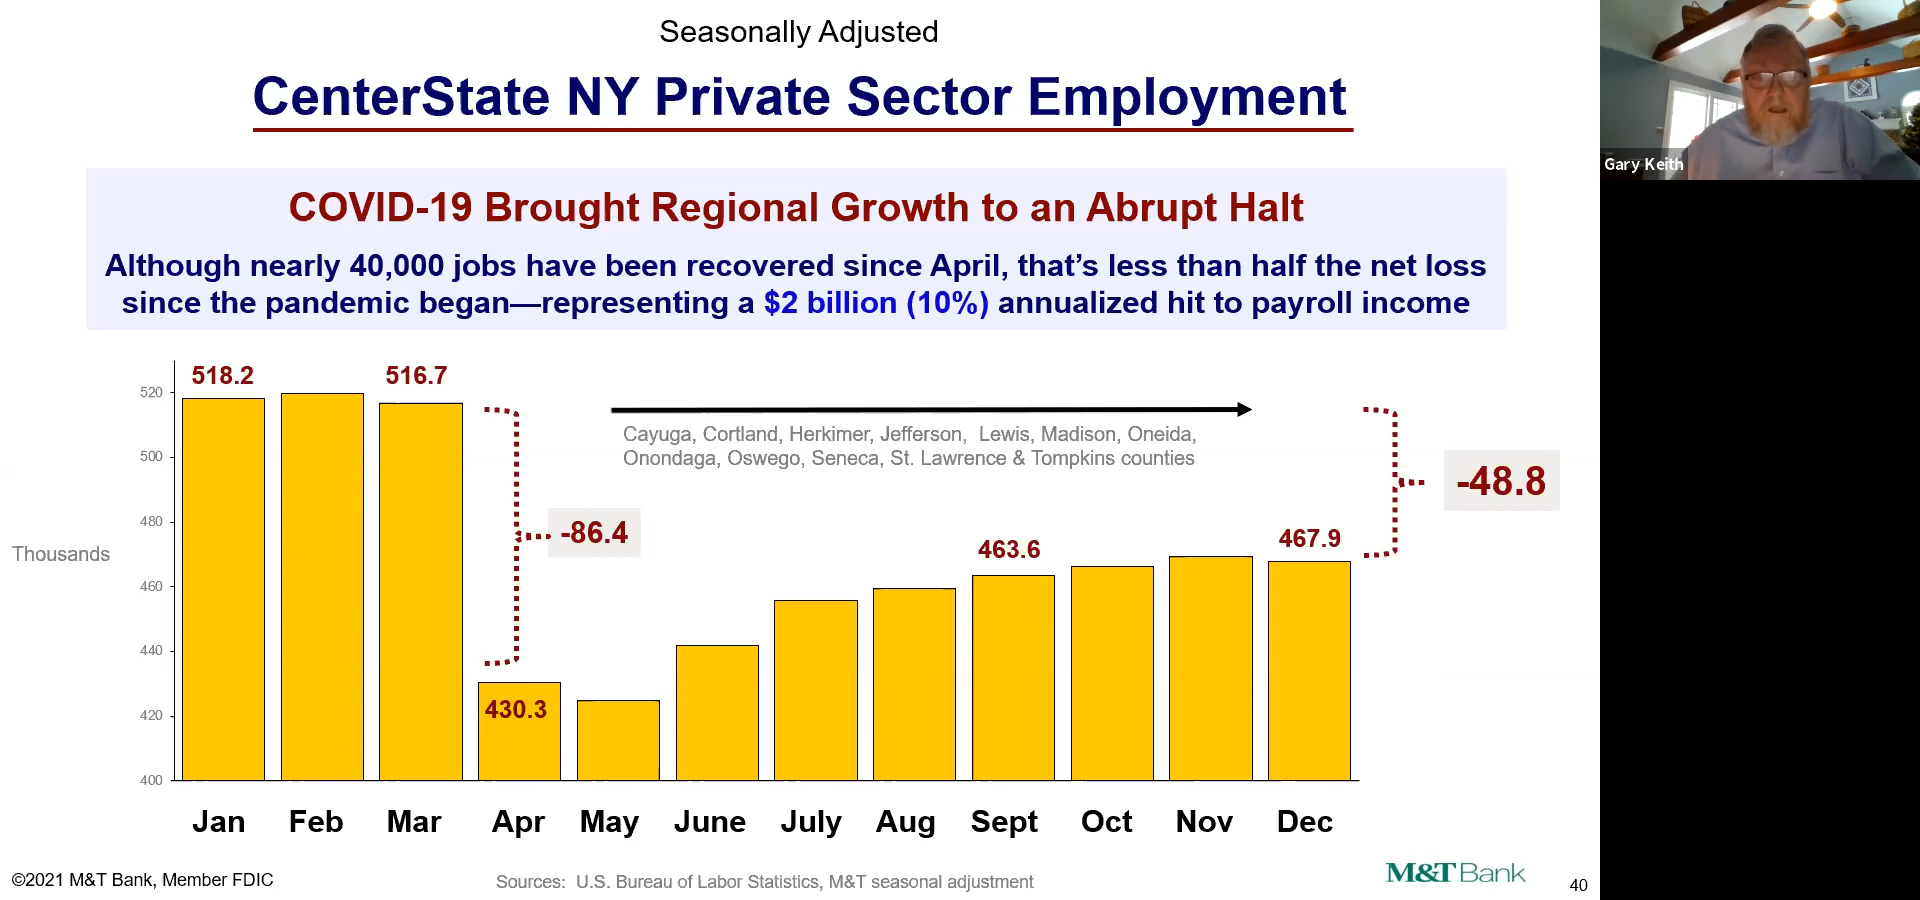 Seasonally Adjusted
CenterState NY Private Sector Employment
COVID-19 Brought Regional Growth to an Abrupt Halt
Although nearly 40,000 jobs have been recovered since April, that's less than half the net loss
since the pandemic began—representing a $2 billion (10%) annualized hit to payroll income
Gary Keith
518.2
516.7
520
500
480
460
440
420
400
Thousands
Cayuga, Cortland, Herkimer, Jefferson,  Lewis, Madison, Oneida,
Onondaga, Oswego, Seneca, St. Lawrence & Tompkins counties
-86.4
-48.8
430.3
463.6
467.9
Jan Feb Mar Apr May June July Aug Sept Oct Nov Dec
©2021 M&T Bank, Member FDIC
Sources:  U.S. Bureau of Labor Statistics, M&T seasonal adjustment
M&T Bank
40